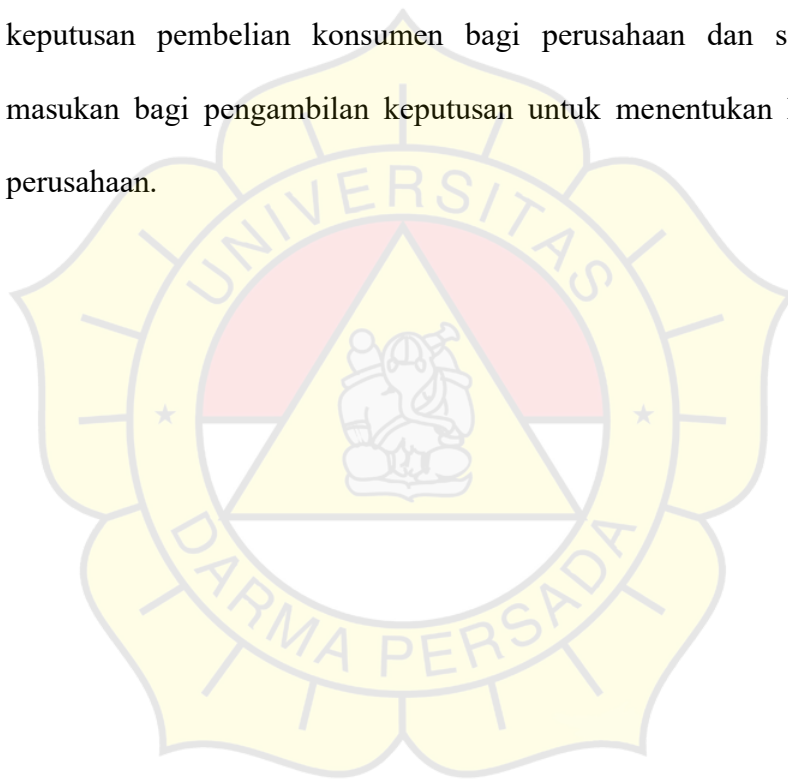 keputusan pembelian konsumen bagi perusahaan dan
masukan bagi pengambilan keputusan untuk menentukan
perusahaan.
UNIVERSITAS
DARMA PERSADA